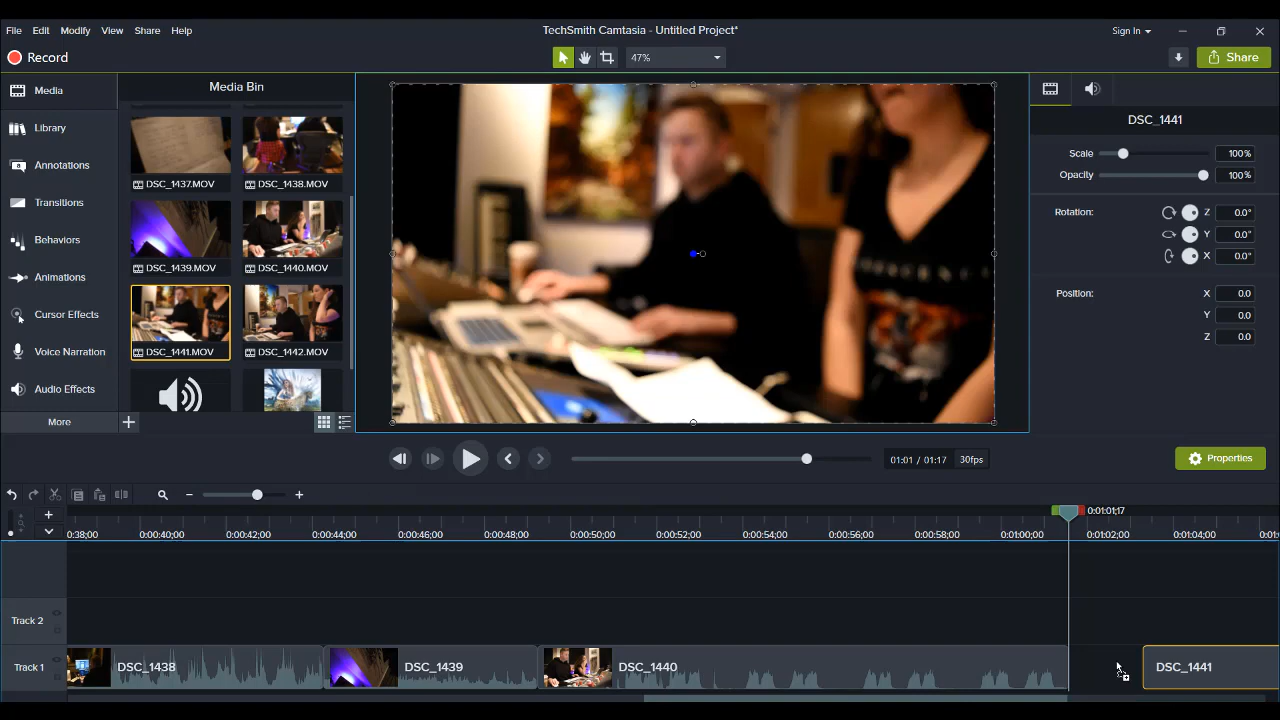 TechSmith Camtasia - Untitled Project*
File Edit Modify View Share Help
Sign In
Record
47%
Share
Media
Library
Annotations
Transitions
Behaviors
Animations
Cursor Effects
Voice Narration
Audio Effects
More
Media Bin
DSC_1437.MOV
DSC_1438.MOV
DSC_1439.MOV
DSC_1440.MOV
DSC_1441.MOV
DSC_1442.MOV
DSC_1441
Scale 100%
Opacity 100%
Rotation: Z 0.0°
Y 0.0°
X 0.0°
Position: X 0.0
Y 0.0
Z 0.0
01:01 / 01:17 30fps
Properties
0:01:01;17
0:38;00 0:00:40;00 0:00:42;00 0:00:44;00 0:00:46;00 0:00:48;00 0:00:50;00 0:00:52;00 0:00:54;00 0:00:56;00 0:00:58;00 0:01:00;00 0:01:02;00 0:01:04;00 0:01:0
Track 2
Track 1
DSC_1438
DSC_1439
DSC_1440
DSC_1441